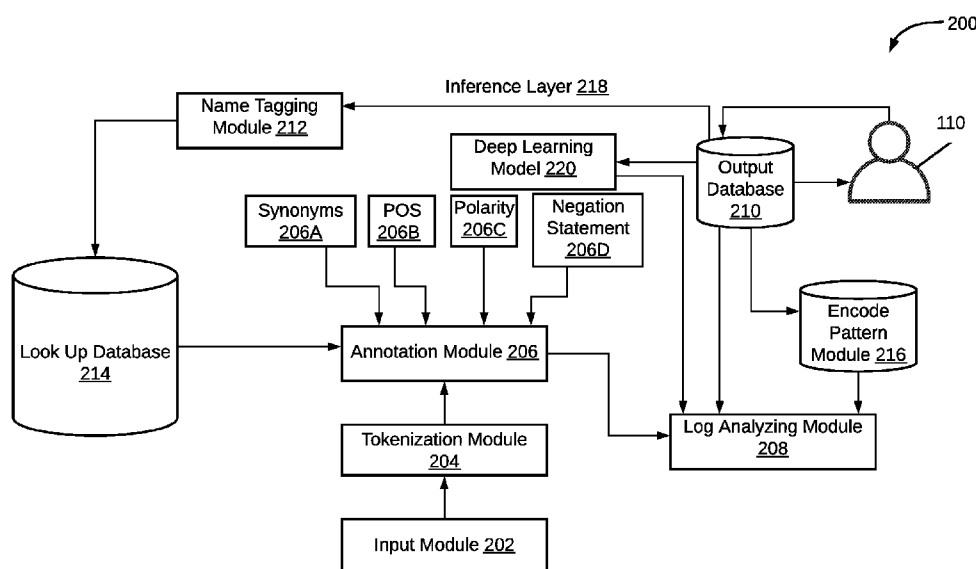 200
Inference Layer 218
Name Tagging
Module 212
110
Deep Learning
Model 220
Output
Database
210
Synonyms
206A
POS
206B
Polarity
206C
Negation
Statement
206D
Encode
Pattern
Module 216
Look Up Database
214
Annotation Module 206
Tokenization Module
204
Log Analyzing Module
208
Input Module 202